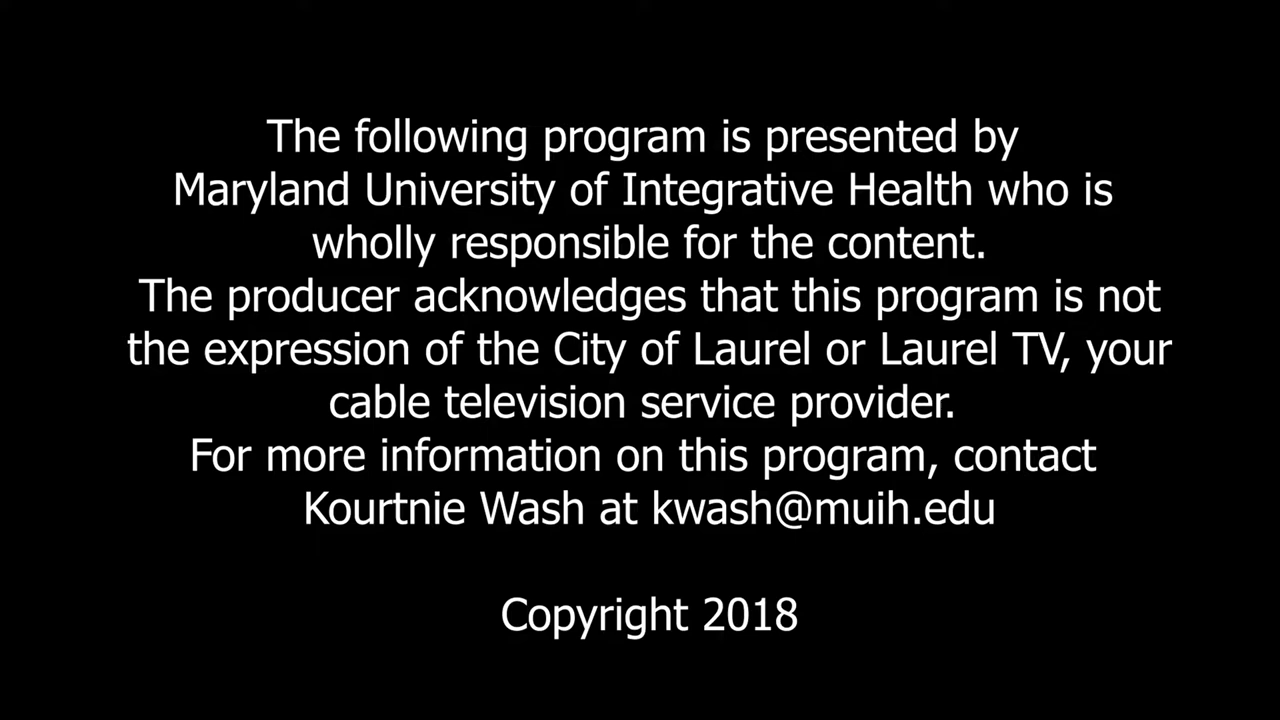 The following program is presented by
Maryland University of Integrative Health who is
wholly responsible for the content.
The producer acknowledges that this program is not
the expression of the City of Laurel or Laurel TV, your
cable television service provider.
For more information on this program, contact
Kourtnie Wash at kwash@muih.edu
Copyright 2018